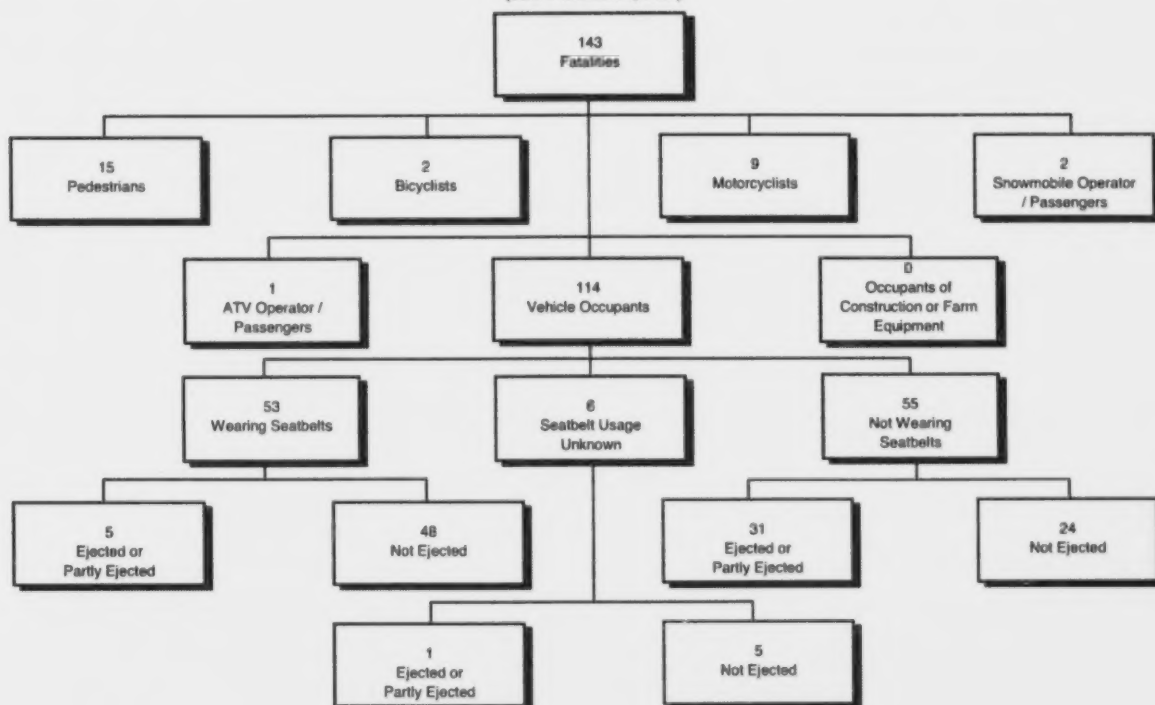 143
Fatalities
15
Pedestrians
2
Bicyclists
9
Motorcyclists
2
Snowmobile Operator
/ Passengers
1
ATV Operator /
Passengers
114
Vehicle Occupants
0
Occupants of
Construction or Farm
Equipment
53
Wearing Seatbelts
6
Seatbelt Usage
Unknown
55
Not Wearing
Seatbelts
5
Ejected or
Partly Ejected
48
Not Ejected
31
Ejected or
Partly Ejected
24
Not Ejected
1
Ejected or
Partly Ejected
5
Not Ejected